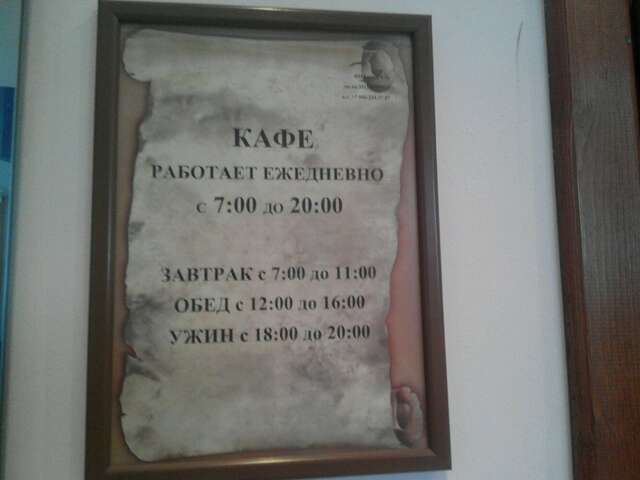 КАФЕ
РАБОТАЕТ ЕЖЕДНЕВНО
С 7:00 ДО 20:00
ЗАВТРАК с 7:00 до 11:00
ОБЕД с 12:00 до 16:00
УЖИН с 18:00 до 20:00